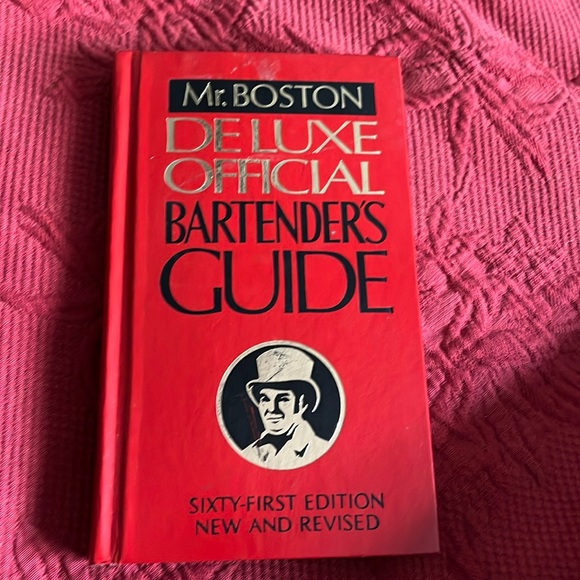 Mr. BOSTON
DE LUXE
OFFICIAL
BARTENDER'S
GUIDE
SIXTY-FIRST EDITION
NEW AND REVISED